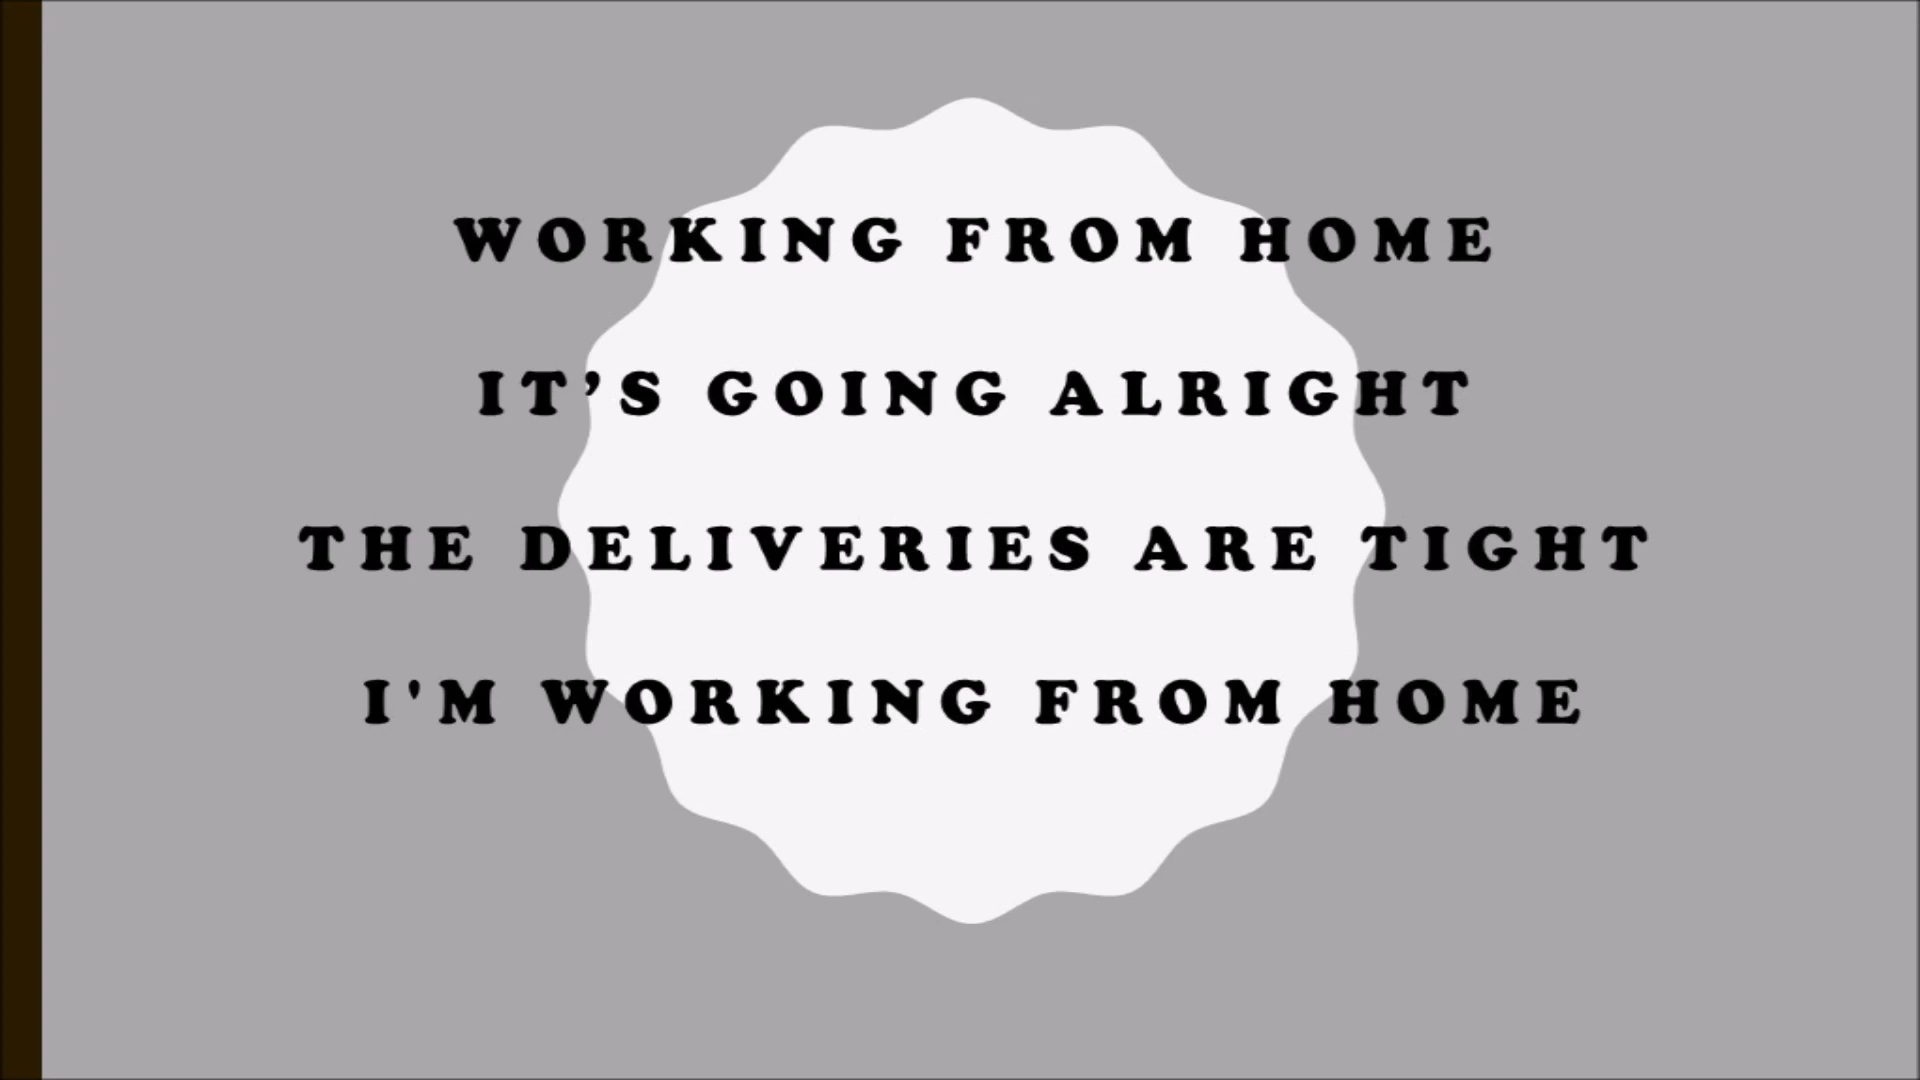 WORKING FROM HOME
IT’S GOING ALRIGHT
THE DELIVERIES ARE TIGHT
I'M WORKING FROM HOME